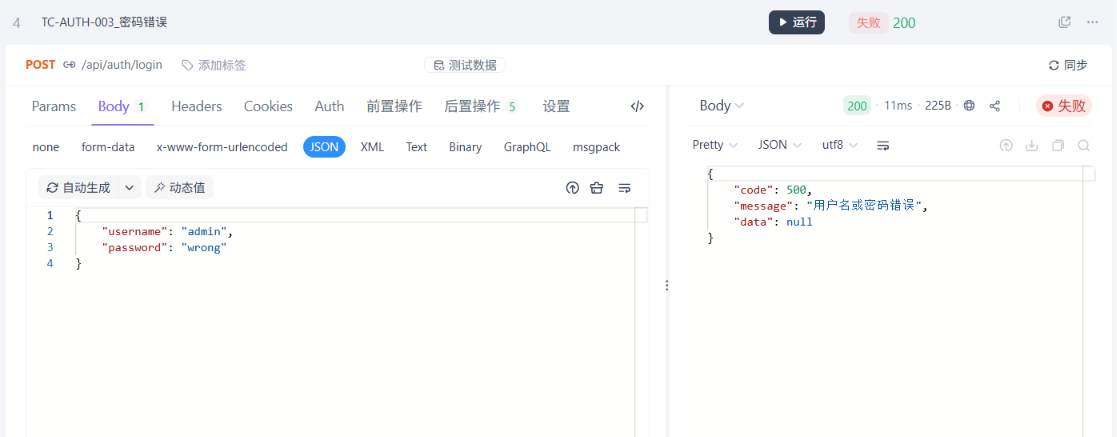 4 TC-AUTH-003_密码错误 运行 失败 200
POST /api/auth/login 添加标签 测试数据 同步
Params Body 1 Headers Cookies Auth 前置操作 后置操作 5 设置 </>
Body 200 · 11ms · 225B 失败
none form-data x-www-form-urlencoded JSON XML Text Binary GraphQL msgpack
Pretty JSON utf8
自动生成 动态值
1 {
2 "username": "admin",
3 "password": "wrong"
4 }
{
"code": 500,
"message": "用户名或密码错误",
"data": null
}